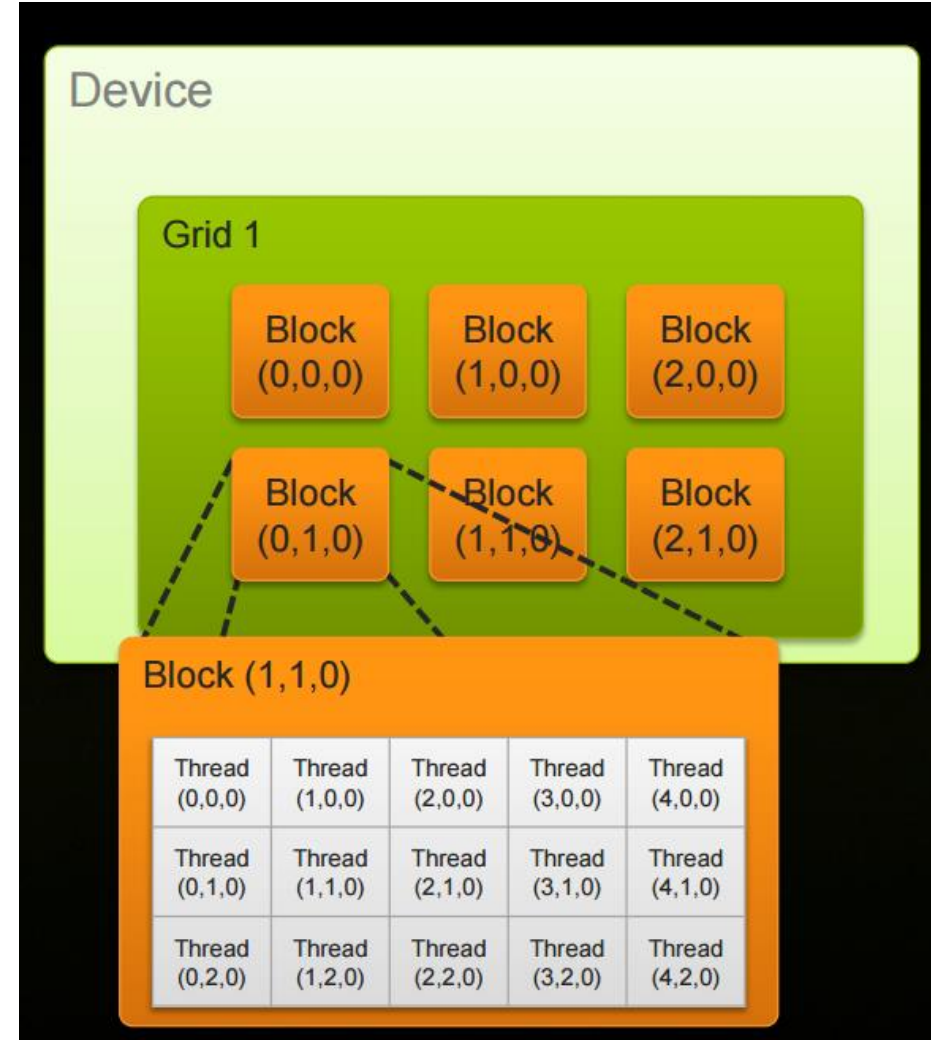 Device
Grid 1
Block
(0,0,0)
Block
(1,0,0)
Block
(2,0,0)
Block
(0,1,0)
Block
(1,1,0)
Block
(2,1,0)
Block (1,1,0)
Thread
(0,0,0)
Thread
(1,0,0)
Thread
(2,0,0)
Thread
(3,0,0)
Thread
(4,0,0)
Thread
(0,1,0)
Thread
(1,1,0)
Thread
(2,1,0)
Thread
(3,1,0)
Thread
(4,1,0)
Thread
(0,2,0)
Thread
(1,2,0)
Thread
(2,2,0)
Thread
(3,2,0)
Thread
(4,2,0)